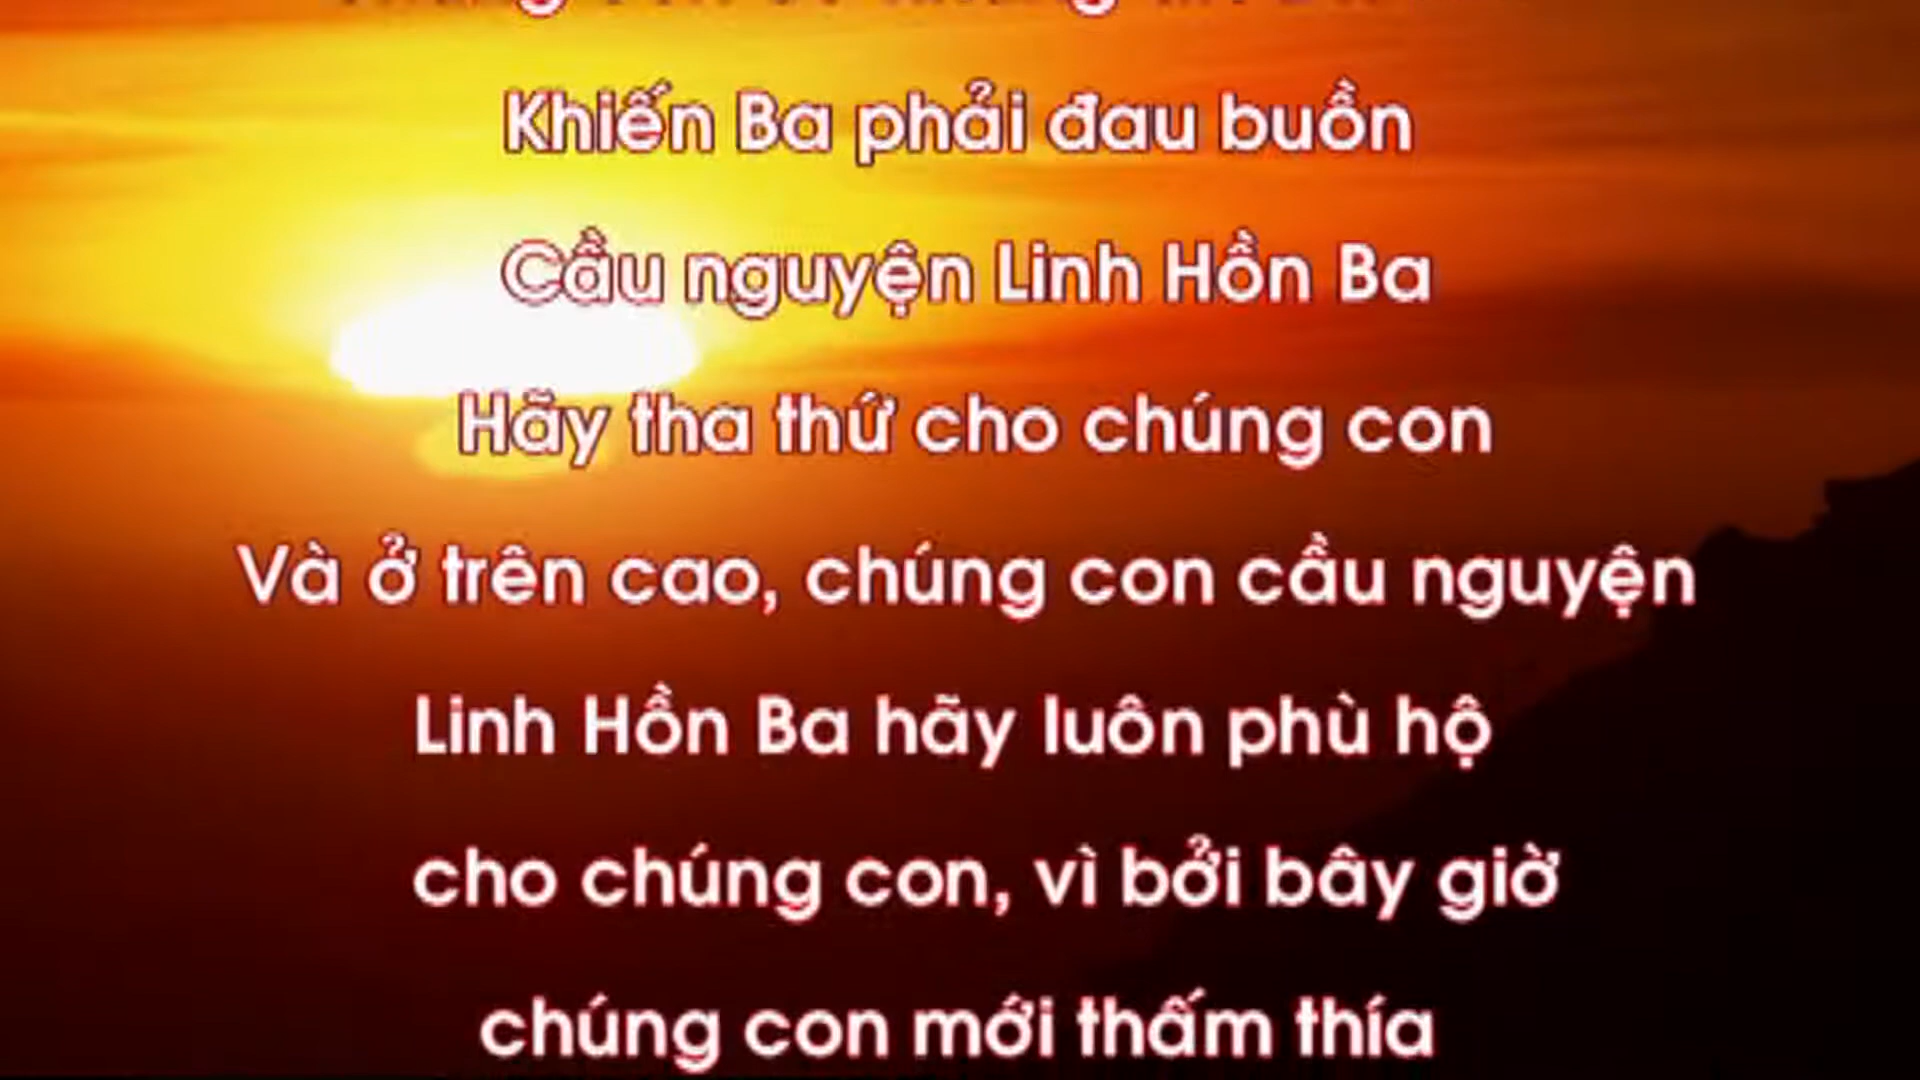 Khiến Ba phải đau buồn
Cầu nguyện Linh Hồn Ba
Hãy tha thứ cho chúng con
Và ở trên cao, chúng con cầu nguyện
Linh Hồn Ba hãy luôn phù hộ
cho chúng con, vì bởi bây giờ
chúng con mới thấm thía